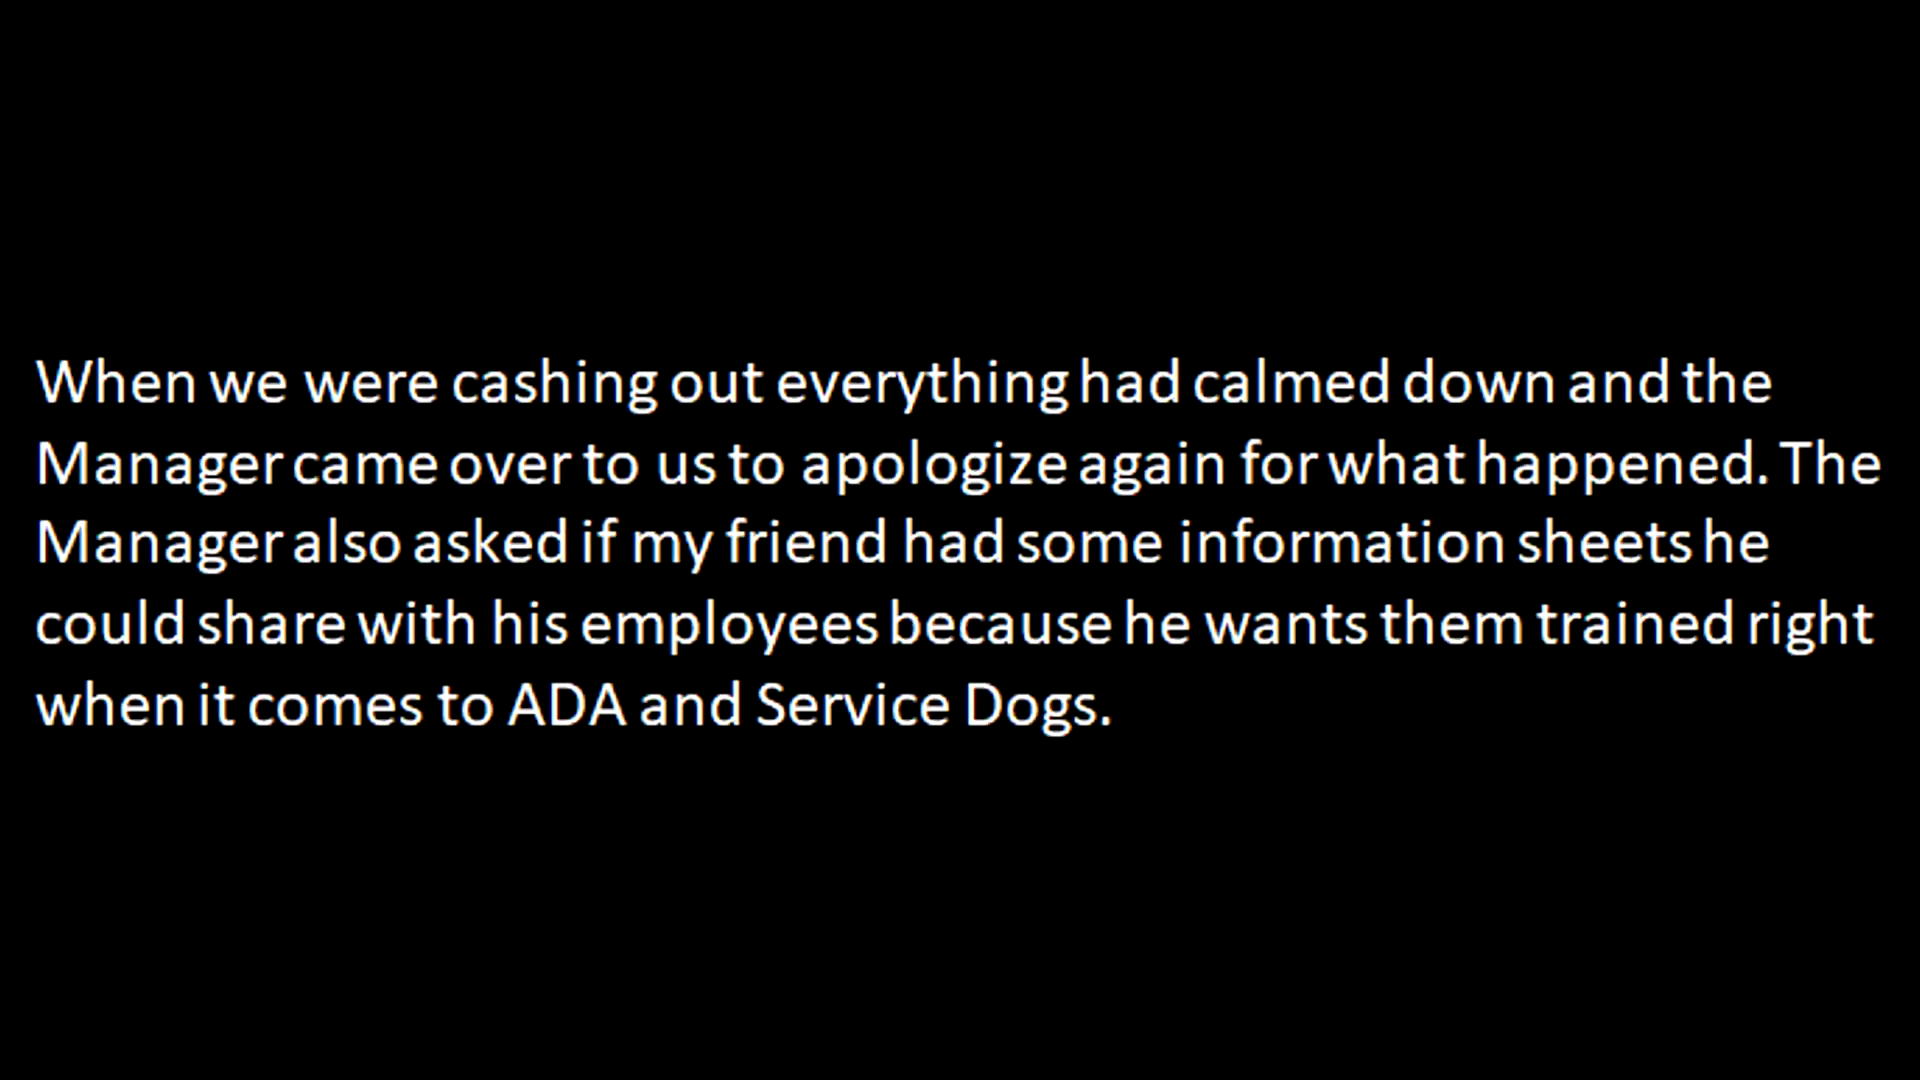 When we were cashing out everything had calmed down and the
Manager came over to us to apologize again for what happened. The
Manager also asked if my friend had some information sheets he
could share with his employees because he wants them trained right
when it comes to ADA and Service Dogs.